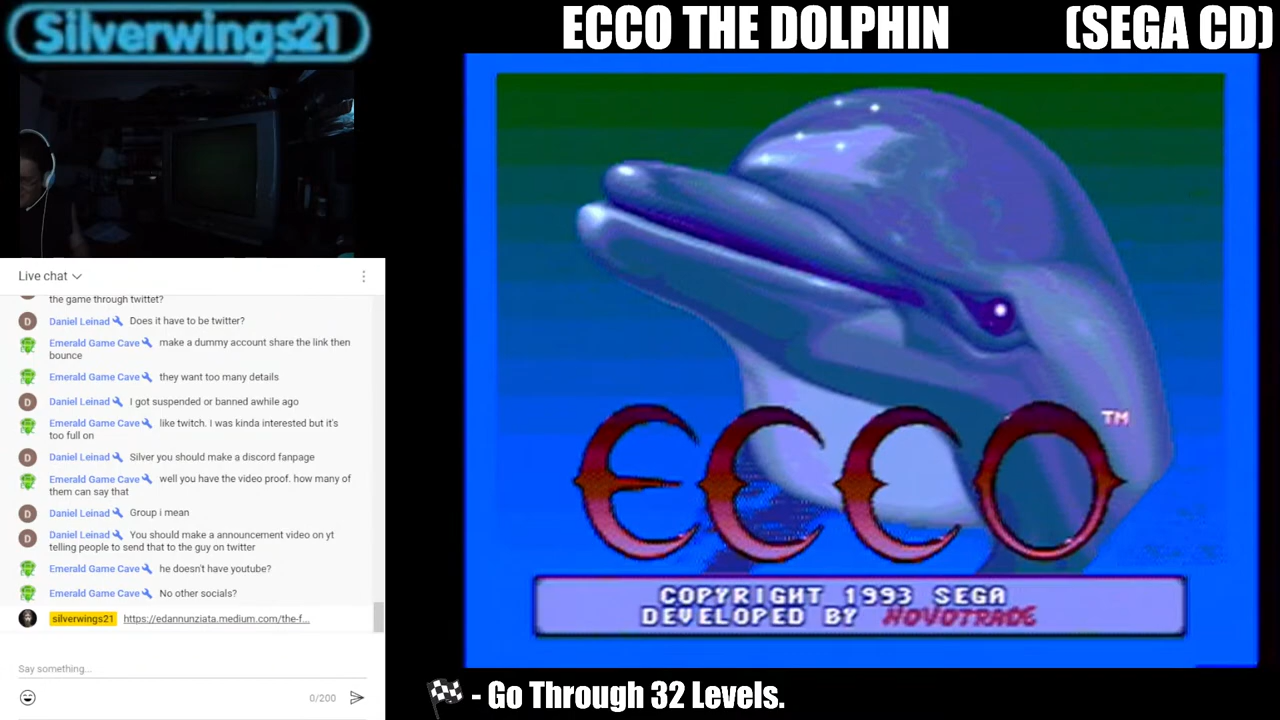 Silverwings21
ECCO THE DOLPHIN (SEGA CD)
Live chat
the game through twittet?
D Daniel Leinad Does it have to be twitter?
Emerald Game Cave make a dummy account share the link then
bounce
Emerald Game Cave they want too many details
D Daniel Leinad I got suspended or banned awhile ago
Emerald Game Cave like twitch. I was kinda interested but it's
too full on
D Daniel Leinad Silver you should make a discord fanpage
Emerald Game Cave well you have the video proof. how many of
them can say that
D Daniel Leinad Group i mean
D Daniel Leinad You should make a announcement video on yt
telling people to send that to the guy on twitter
Emerald Game Cave he doesn't have youtube?
Emerald Game Cave No other socials?
silverwings21 https://edannunziata.medium.com/the-f...
Say something...
0/200
ECCO TM
COPYRIGHT 1993 SEGA
DEVELOPED BY NOVOTRADE
- Go Through 32 Levels.